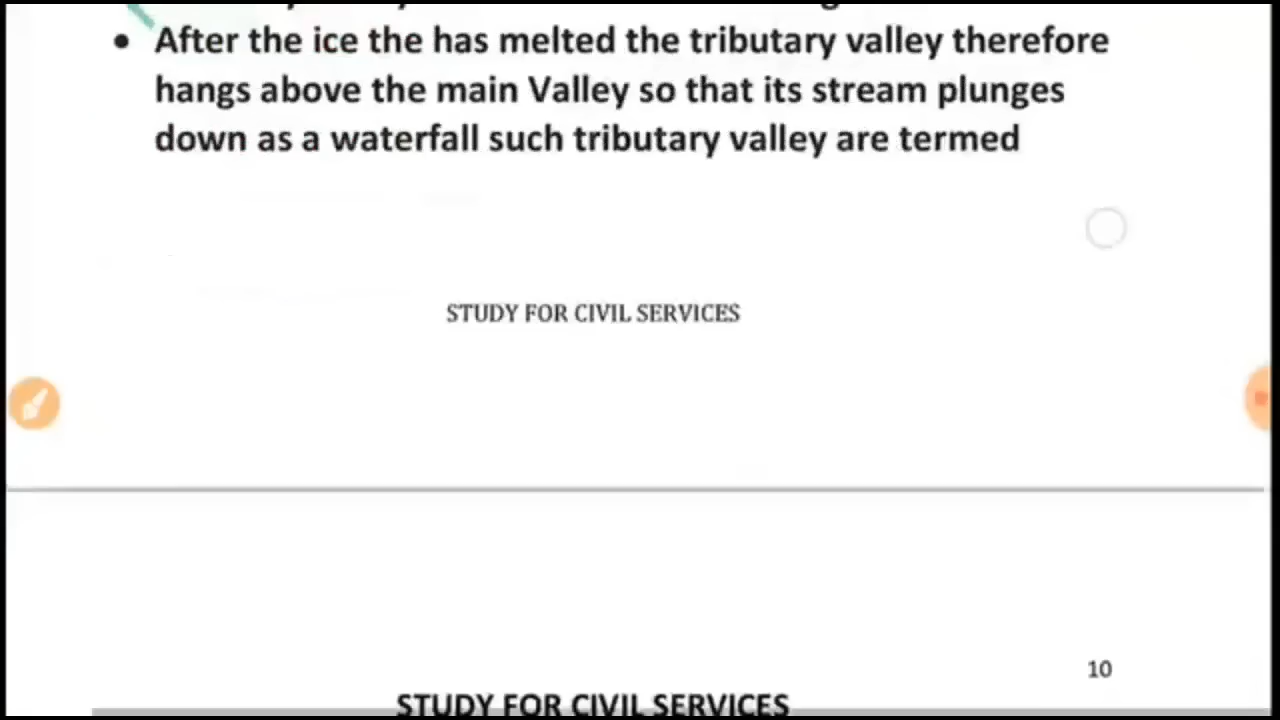 • After the ice the has melted the tributary valley therefore
hangs above the main Valley so that its stream plunges
down as a waterfall such tributary valley are termed
STUDY FOR CIVIL SERVICES
10
STUDY FOR CIVIL SERVICES